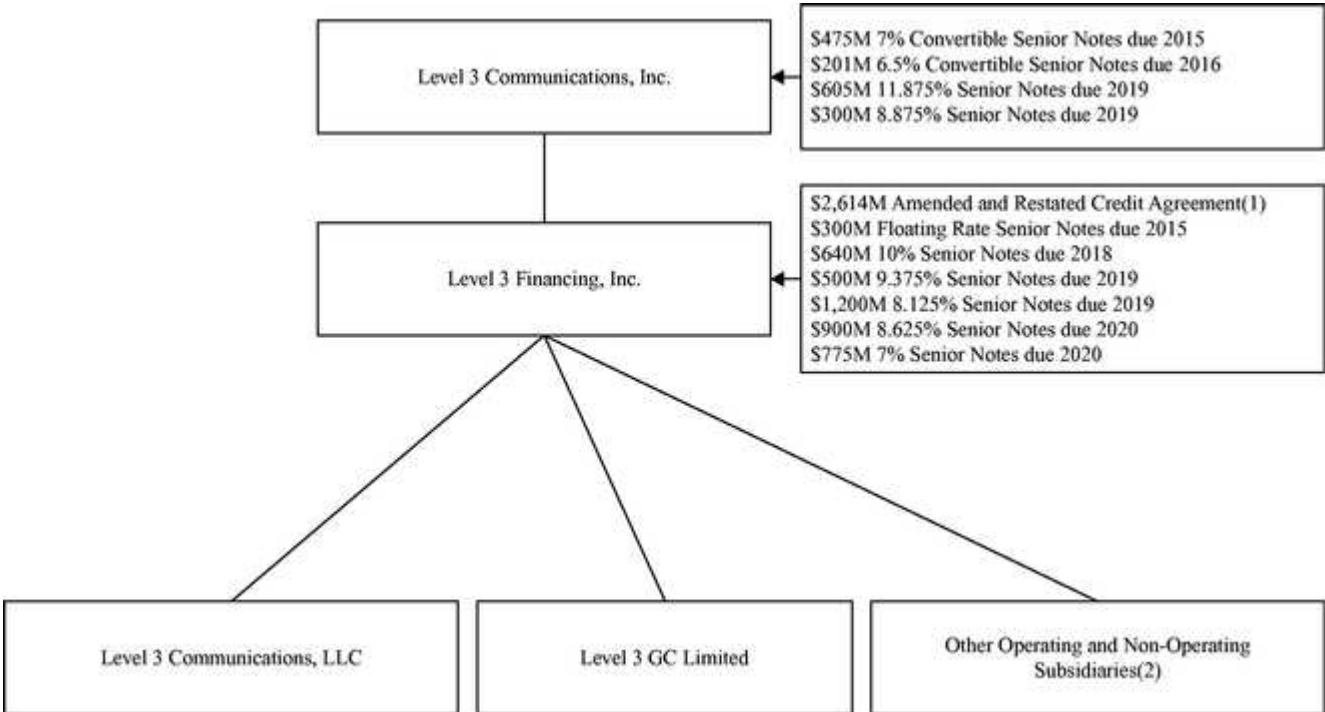 Level 3 Communications, Inc.
$475M 7% Convertible Senior Notes due 2015
$201M 6.5% Convertible Senior Notes due 2016
$605M 11.875% Senior Notes due 2019
$300M 8.875% Senior Notes due 2019
Level 3 Financing, Inc.
$2,614M Amended and Restated Credit Agreement(1)
$300M Floating Rate Senior Notes due 2015
$640M 10% Senior Notes due 2018
$500M 9.375% Senior Notes due 2019
$1,200M 8.125% Senior Notes due 2019
$900M 8.625% Senior Notes due 2020
$775M 7% Senior Notes due 2020
Level 3 Communications, LLC
Level 3 GC Limited
Other Operating and Non-Operating
Subsidiaries(2)